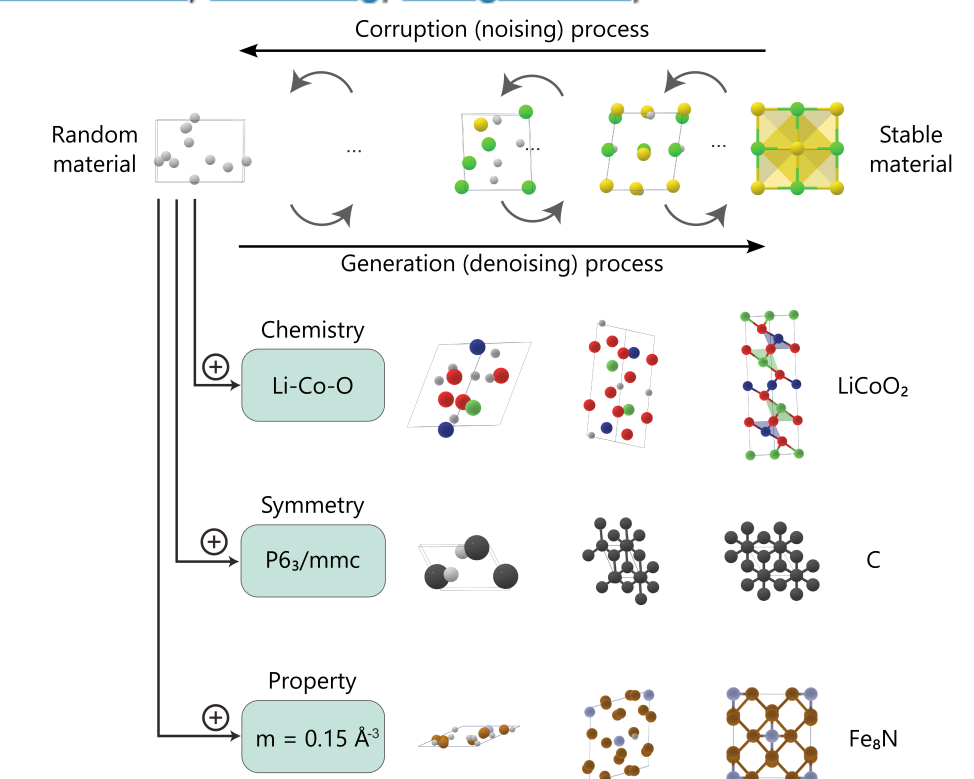 Corruption (noising) process
Random
material
...
...
...
Stable
material
Generation (denoising) process
Chemistry
+
Li-Co-O
LiCoO₂
Symmetry
+
P6₃/mmc
C
Property
+
m = 0.15 Å⁻³
Fe₈N